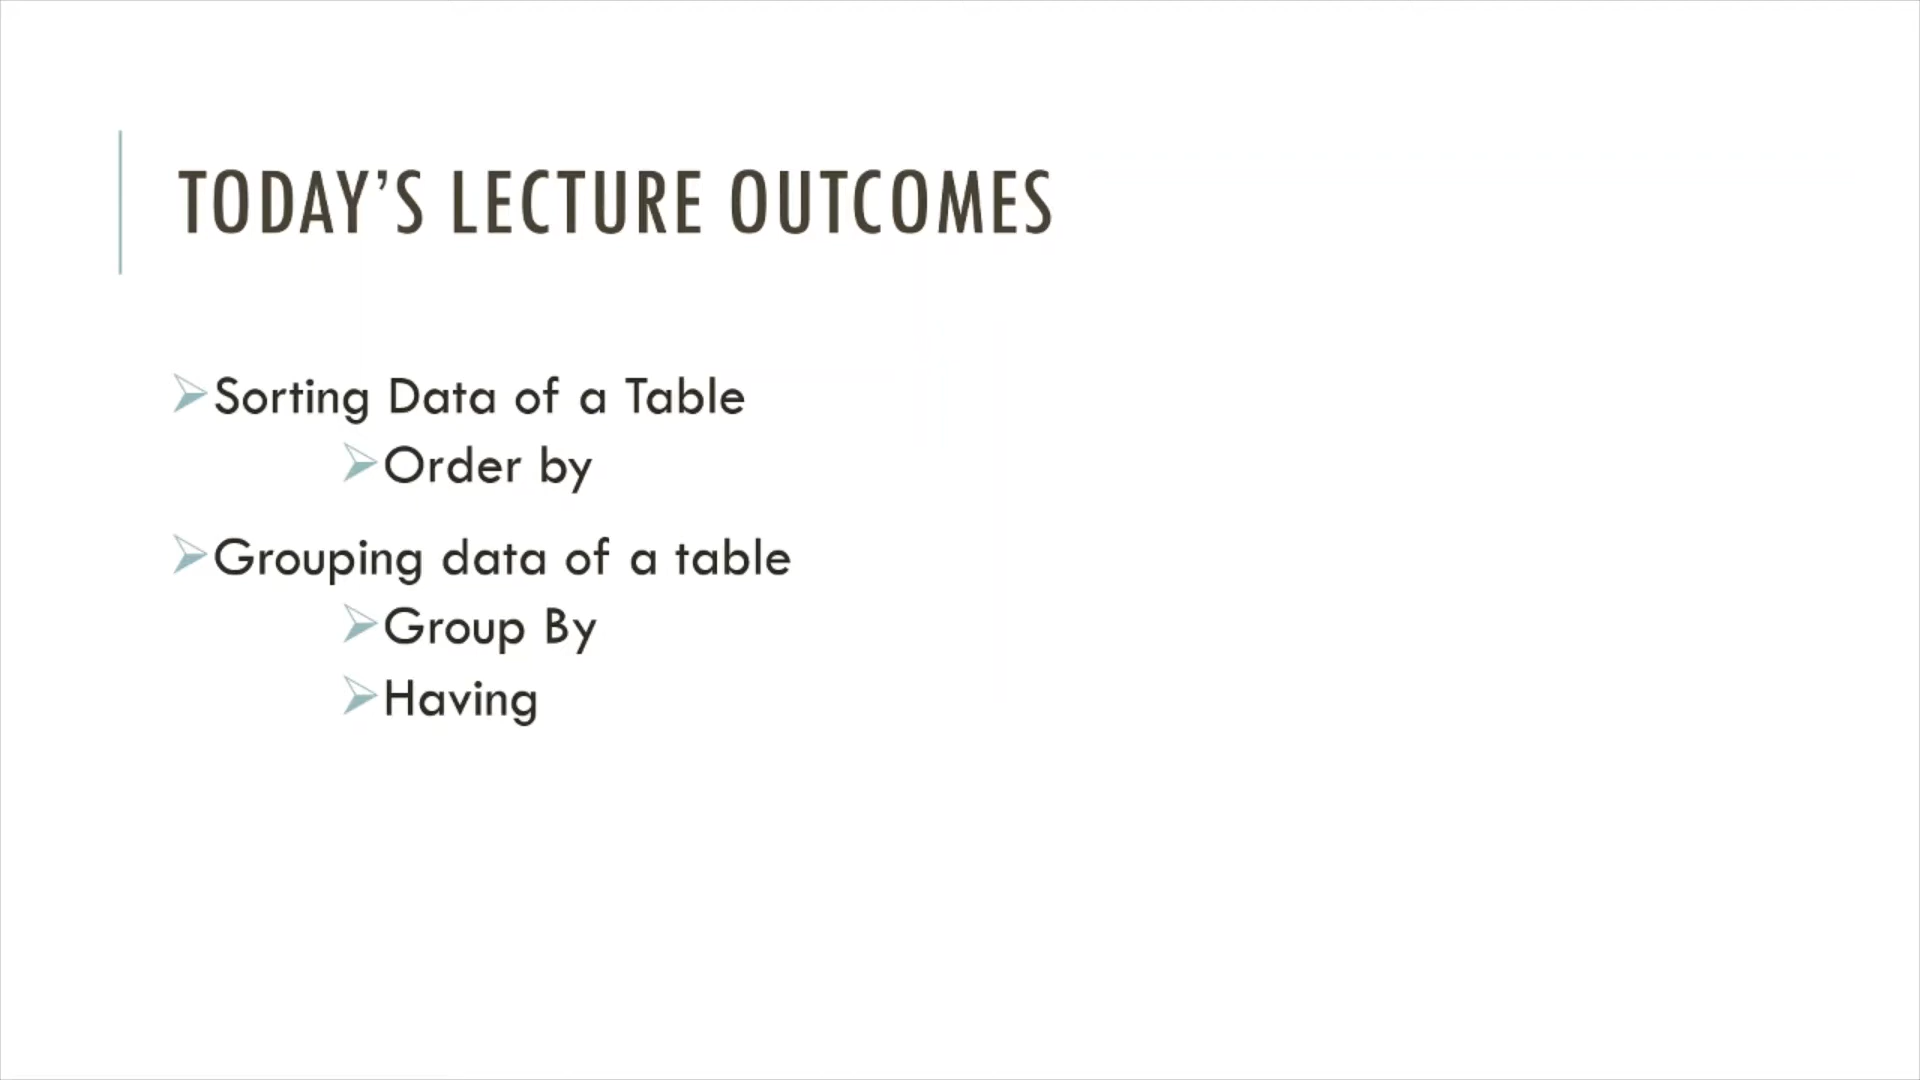 TODAY’S LECTURE OUTCOMES
Sorting Data of a Table
Order by
Grouping data of a table
Group By
Having